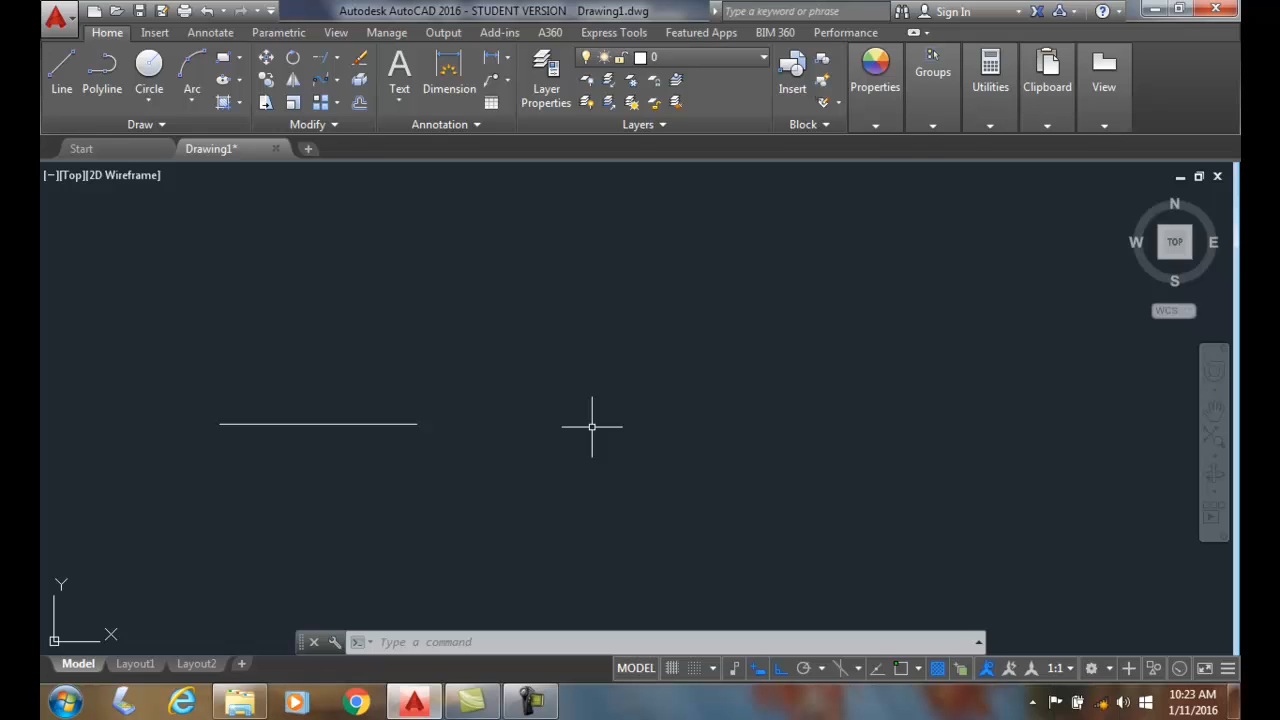 Autodesk AutoCAD 2016 - STUDENT VERSION Drawing1.dwg
Type a keyword or phrase
Sign In
Home Insert Annotate Parametric View Manage Output Add-ins A360 Express Tools Featured Apps BIM 360 Performance
Line Polyline Circle Arc
Draw
Modify
A
Text Dimension
Annotation
Layer Properties
0
Layers
Insert
Block
Properties
Groups
Utilities
Clipboard
View
Start Drawing1*
[−][Top][2D Wireframe]
N
W TOP E
S
WCS
Y
X
Type a command
Model Layout1 Layout2
MODEL 1:1
10:23 AM
1/11/2016